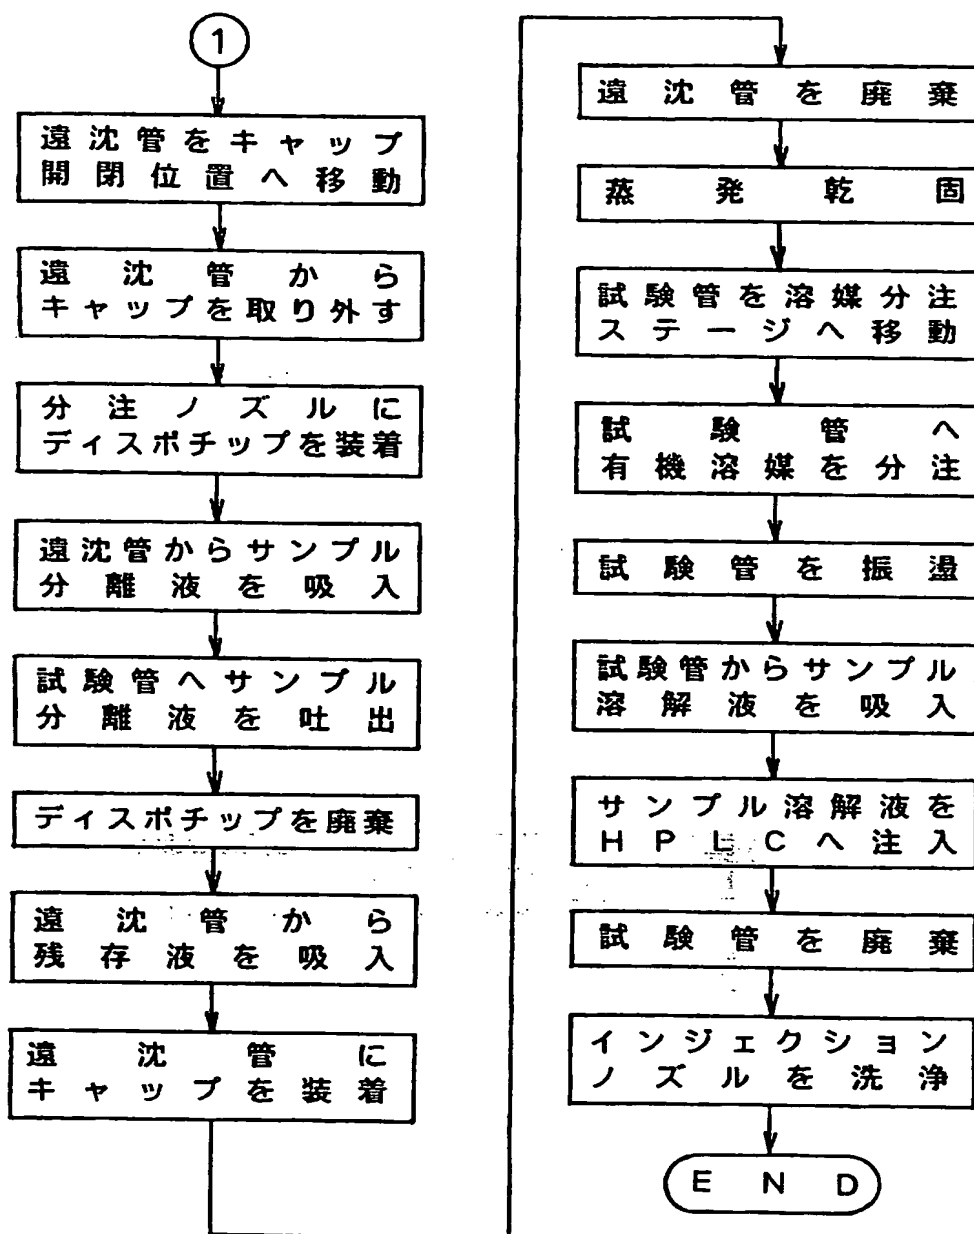 1
遠沈管をキャップ
開閉位置へ移動
遠沈管から
キャップを取り外す
分注ノズルに
ディスポチップを装着
遠沈管からサンプル
分離液を吸入
試験管へサンプル
分離液を吐出
ディスポチップを廃棄
遠沈管から
残存液を吸入
遠沈管に
キャップを装着
遠沈管を廃棄
蒸発乾固
試験管を溶媒分注
ステージへ移動
試験管へ
有機溶媒を分注
試験管を振盪
試験管からサンプル
溶解液を吸入
サンプル溶解液を
HPLCへ注入
試験管を廃棄
インジェクション
ノズルを洗浄
END